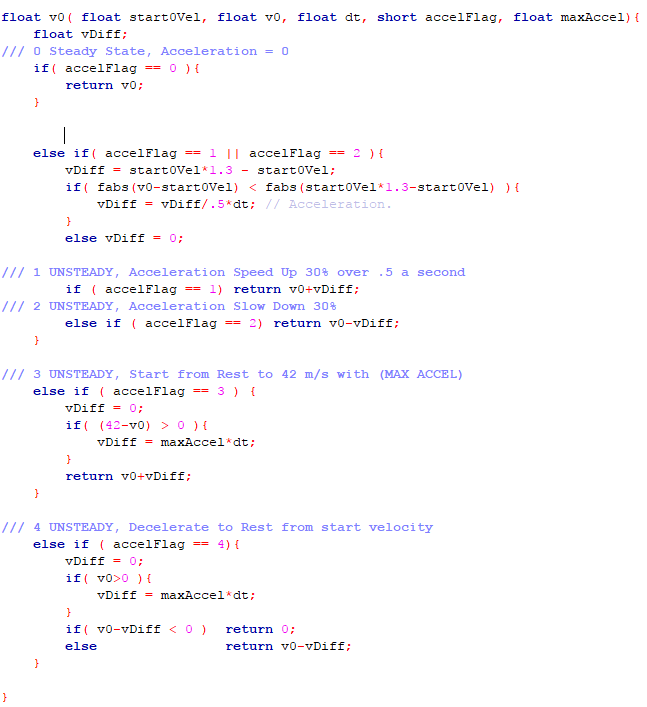 float v0( float start0Vel, float v0, float dt, short accelFlag, float maxAccel){
    float vDiff;
/// 0 Steady State, Acceleration = 0
    if( accelFlag == 0 ){
        return v0;
    }
    else if( accelFlag == 1 || accelFlag == 2 ){
        vDiff = start0Vel*1.3 - start0Vel;
        if( fabs(v0-start0Vel) < fabs(start0Vel*1.3-start0Vel) ){
            vDiff = vDiff/.5*dt; // Acceleration.
        }
        else vDiff = 0;
/// 1 UNSTEADY, Acceleration Speed Up 30% over .5 a second
        if ( accelFlag == 1) return v0+vDiff;
/// 2 UNSTEADY, Acceleration Slow Down 30%
        else if ( accelFlag == 2) return v0-vDiff;
    }
/// 3 UNSTEADY, Start from Rest to 42 m/s with (MAX ACCEL)
    else if ( accelFlag == 3 ) {
        vDiff = 0;
        if( (42-v0) > 0 ){
            vDiff = maxAccel*dt;
        }
        return v0+vDiff;
    }
/// 4 UNSTEADY, Decelerate to Rest from start velocity
    else if ( accelFlag == 4){
        vDiff = 0;
        if( v0>0 ){
            vDiff = maxAccel*dt;
        }
        if( v0-vDiff < 0 )  return 0;
        else                return v0-vDiff;
    }
}